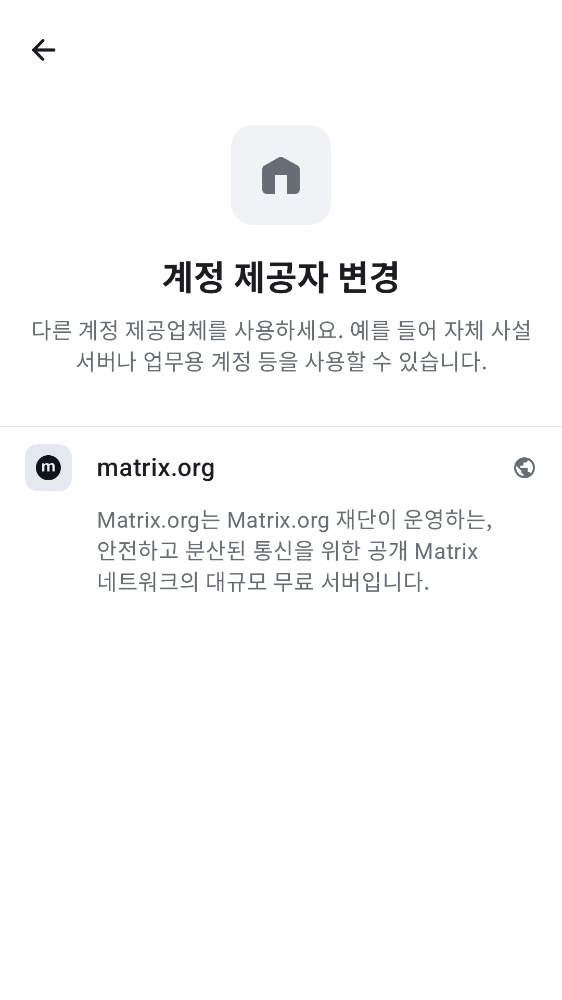 계정 제공자 변경
다른 계정 제공업체를 사용하세요. 예를 들어 자체 사설
서버나 업무용 계정 등을 사용할 수 있습니다.
m
matrix.org
Matrix.org는 Matrix.org 재단이 운영하는,
안전하고 분산된 통신을 위한 공개 Matrix
네트워크의 대규모 무료 서버입니다.